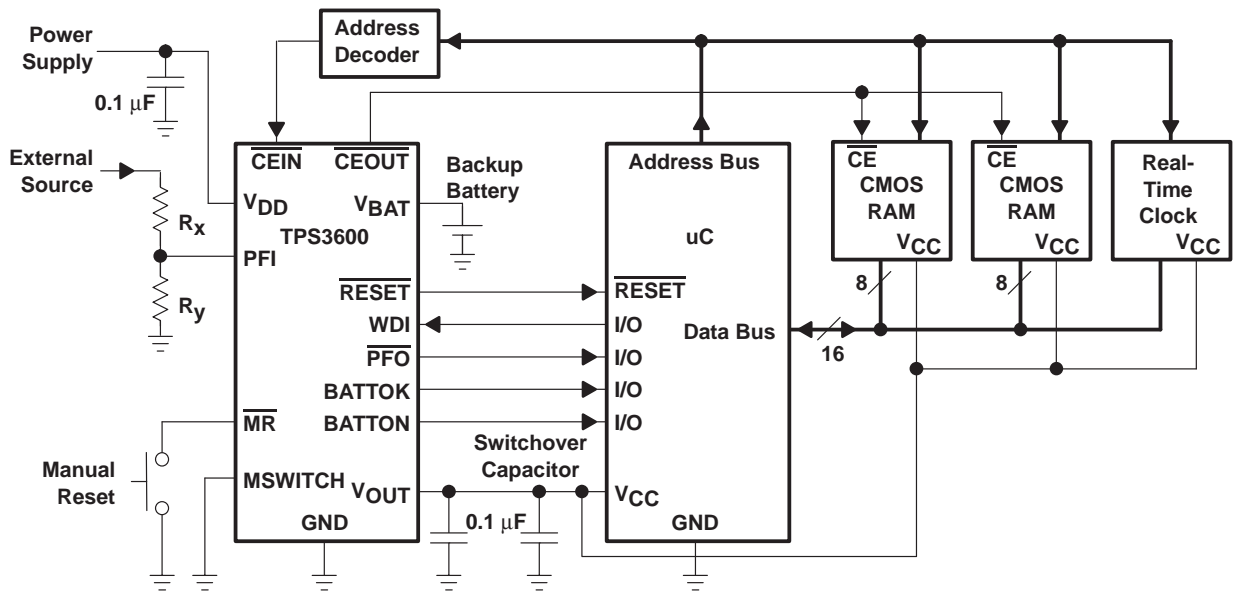 Power
Supply
0.1 μF
Address
Decoder
External
Source
Rx
Ry
CEIN
CEOUT
VDD
VBAT
TPS3600
PFI
RESET
WDI
PFO
BATTOK
BATTON
MR
MSWITCH
VOUT
GND
Backup
Battery
Manual
Reset
Switchover
Capacitor
0.1 μF
Address Bus
uC
RESET
I/O
I/O
I/O
I/O
Data Bus
VCC
GND
16
CE
CMOS
RAM
VCC
8
CE
CMOS
RAM
VCC
8
Real-
Time
Clock
VCC